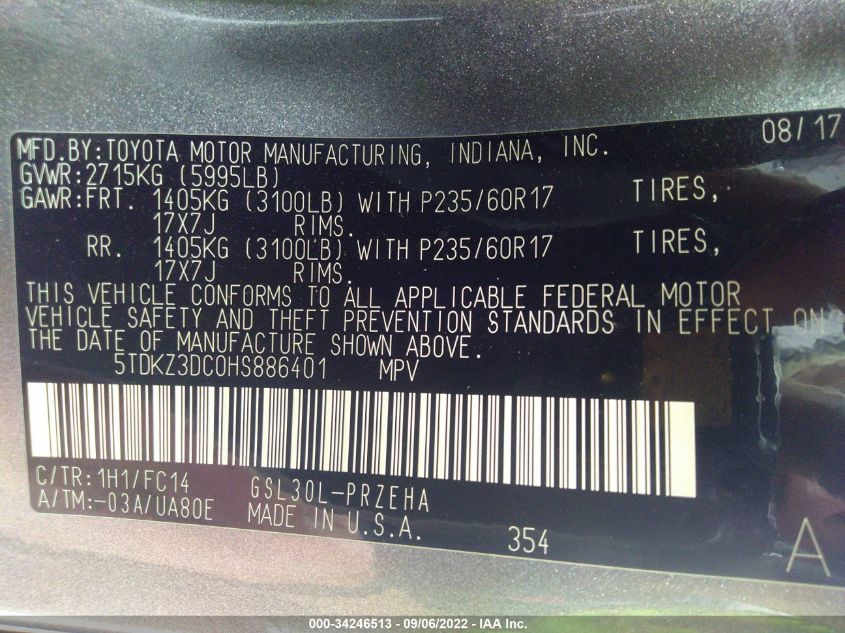 MFD.BY:TOYOTA MOTOR MANUFACTURING, INDIANA, INC. 08/17
GVWR:2715KG (5995LB)
GAWR:FRT. 1405KG (3100LB) WITH P235/60R17 TIRES,
17X7J RIMS.
RR. 1405KG (3100LB) WITH P235/60R17 TIRES,
17X7J RIMS.
THIS VEHICLE CONFORMS TO ALL APPLICABLE FEDERAL MOTOR
VEHICLE SAFETY AND THEFT PREVENTION STANDARDS IN EFFECT ON
THE DATE OF MANUFACTURE SHOWN ABOVE.
5TDKZ3DC0HS886401 MPV
C/TR:1H1/FC14 GSL30L-PRZEHA
A/TM:-03A/UA80E MADE IN U.S.A. 354
A
000-34246513 - 09/06/2022 - IAA Inc.